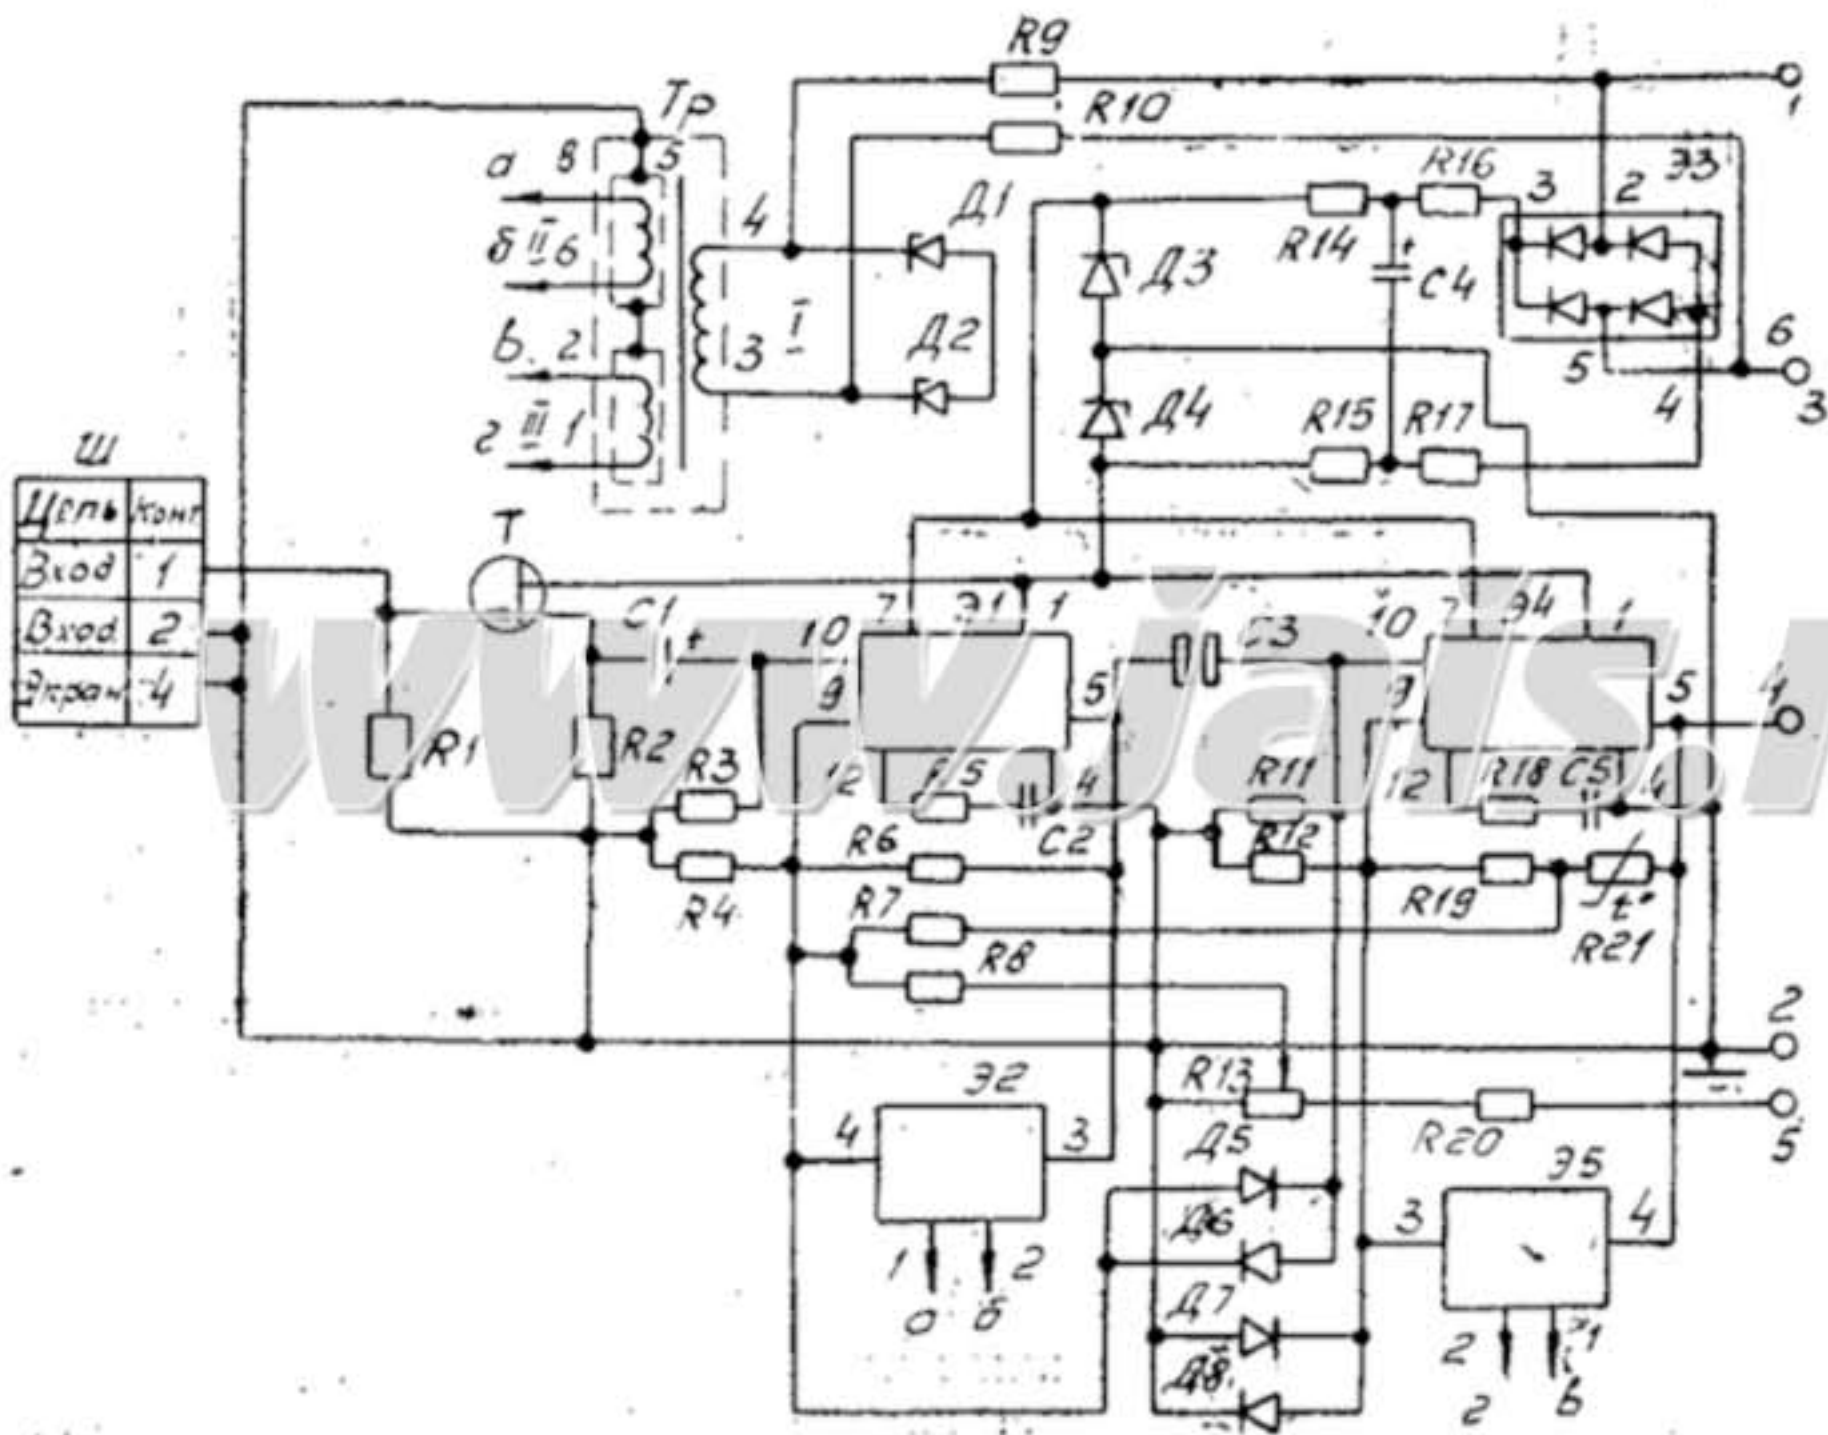 R9
1
Тр
R10
а 8 5
R16
3 2 Э3
4
Д1
б II 6
I
Д3
R14
C4
в 2
3
Д2
6
5
г III 1
Д4
R15 R17
4
3
Ш
Цепь Конт
Т
Вход 1
Вход 2
Экран 4
C1 +
10 7 Э1 1
C3
10 7 Э4 1
9
5
9
5
4
R1
R2
R3
12 R5 4
R11
12 R18 C5 4
R6
C2
R12
R4
R7
R19
t°
R8
R21
2
Э2
R13
4
3
Д5
R20
5
Э5
1 2
Д6
3
4
а б
Д7
2 1
Д8
г в
www.jais.r